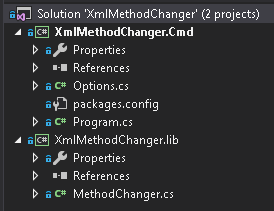 Solution 'XmlMethodChanger' (2 projects)
C# XmlMethodChanger.Cmd
Properties
References
C# Options.cs
packages.config
C# Program.cs
C# XmlMethodChanger.lib
Properties
References
C# MethodChanger.cs